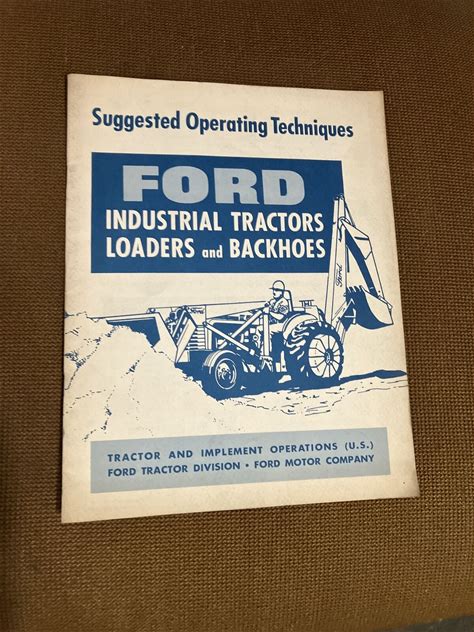 Suggested Operating Techniques
FORD
INDUSTRIAL TRACTORS
LOADERS and BACKHOES
Ford
TRACTOR AND IMPLEMENT OPERATIONS (U.S.)
FORD TRACTOR DIVISION • FORD MOTOR COMPANY